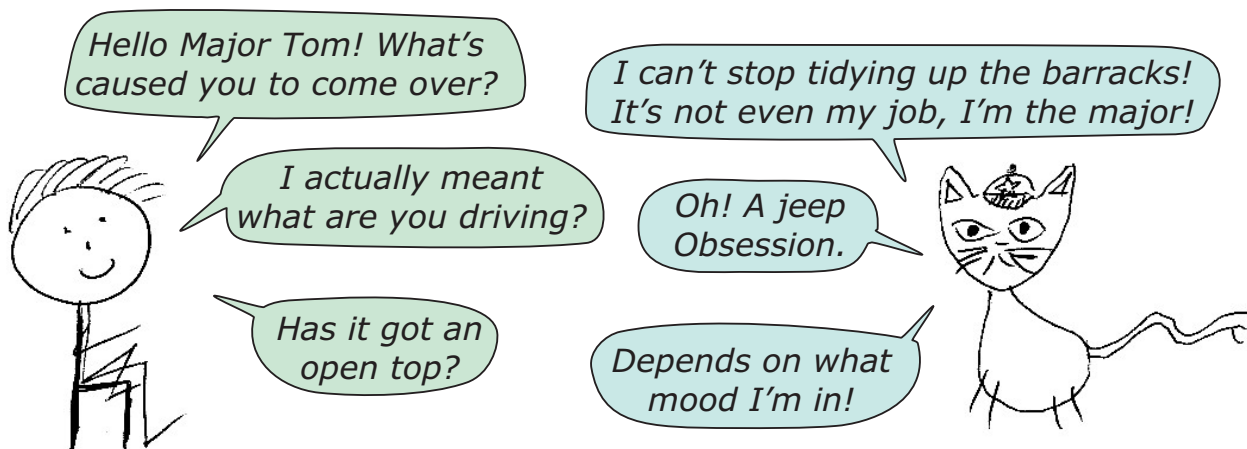 Hello Major Tom! What's
caused you to come over?
I can't stop tidying up the barracks!
It's not even my job, I'm the major!
I actually meant
what are you driving?
Oh! A jeep
Obsession.
Has it got an
open top?
Depends on what
mood I'm in!